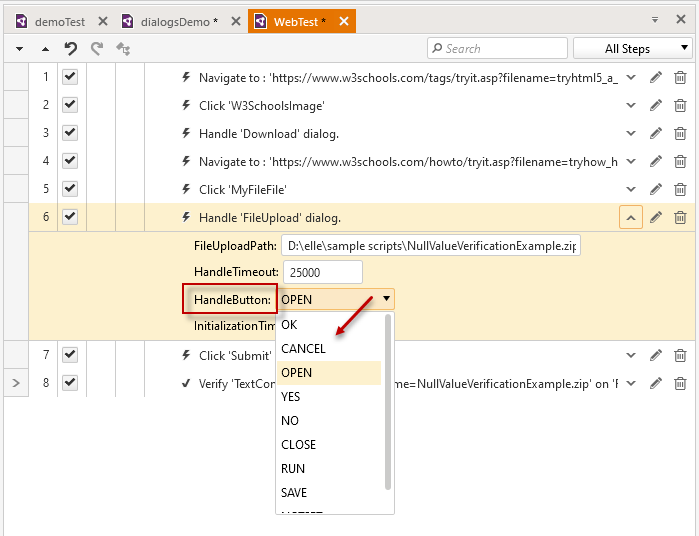 demoTest
dialogsDemo *
WebTest *
Search
All Steps
1 Navigate to : 'https://www.w3schools.com/tags/tryit.asp?filename=tryhtml5_a_
2 Click 'W3SchoolsImage'
3 Handle 'Download' dialog.
4 Navigate to : 'https://www.w3schools.com/howto/tryit.asp?filename=tryhow_h
5 Click 'MyFileFile'
6 Handle 'FileUpload' dialog.
FileUploadPath: D:\elle\sample scripts\NullValueVerificationExample.zip
HandleTimeout: 25000
HandleButton: OPEN
InitializationTim
OK
CANCEL
OPEN
YES
NO
CLOSE
RUN
SAVE
7 Click 'Submit'
8 Verify 'TextCon ame=NullValueVerificationExample.zip' on 'F